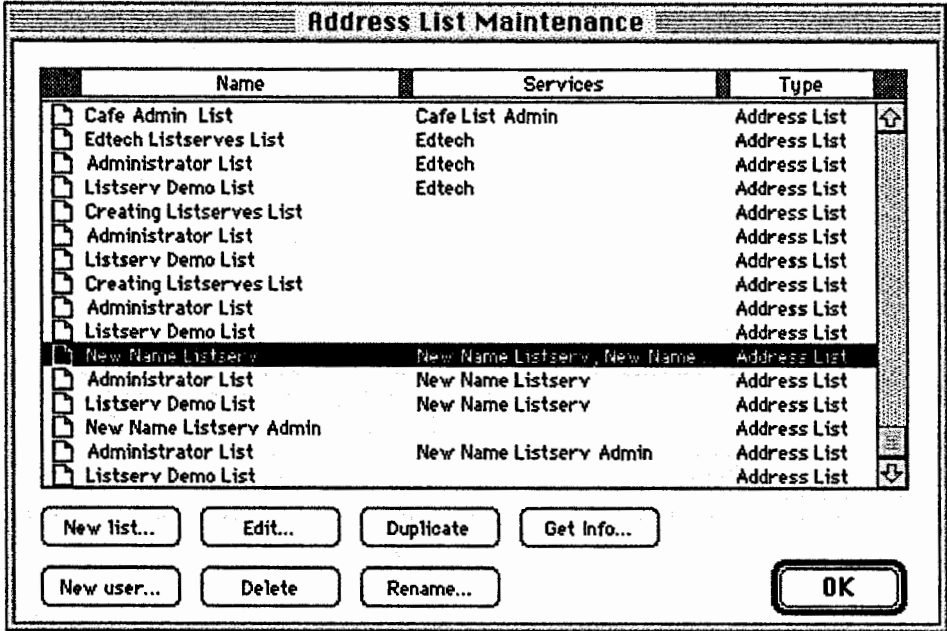 Address List Maintenance
Name Services Type
Cafe Admin List Cafe List Admin Address List
Edtech Listserves List Edtech Address List
Administrator List Edtech Address List
Listserv Demo List Edtech Address List
Creating Listserves List Address List
Administrator List Address List
Listserv Demo List Address List
Creating Listserves List Address List
Administrator List Address List
Listserv Demo List Address List
New Name Listserv New Name Listserv, New Name... Address List
Administrator List New Name Listserv Address List
Listserv Demo List New Name Listserv Address List
New Name Listserv Admin Address List
Administrator List New Name Listserv Admin Address List
Listserv Demo List Address List
New list... Edit... Duplicate Get Info...
New user... Delete Rename... OK